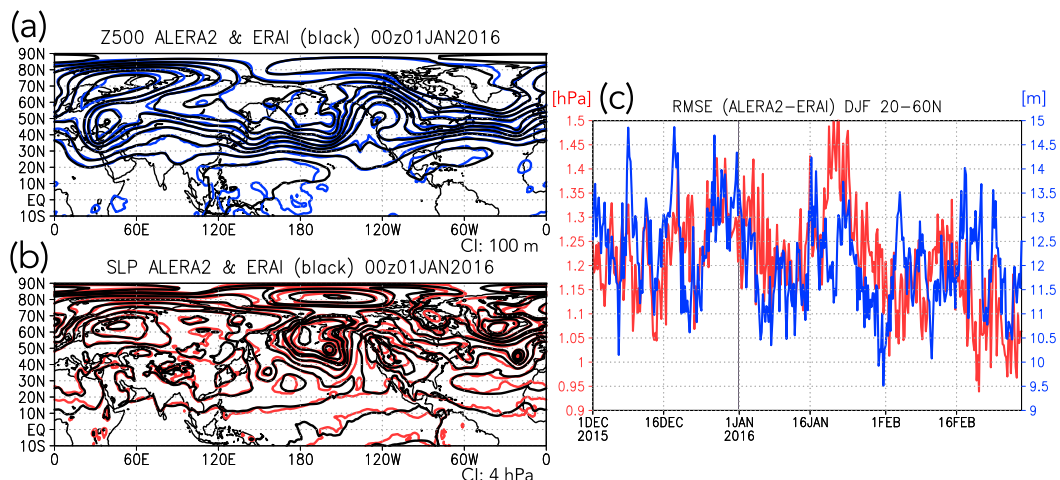 (a)
Z500 ALERA2 & ERAI (black) 00z01JAN2016
90N
80N
70N
60N
50N
40N
30N
20N
10N
EQ
10S
0 60E 120E 180 120W 60W 0
CI: 100 m
(b)
SLP ALERA2 & ERAI (black) 00z01JAN2016
90N
80N
70N
60N
50N
40N
30N
20N
10N
EQ
10S
0 60E 120E 180 120W 60W 0
CI: 4 hPa
(c)
RMSE (ALERA2-ERAI) DJF 20-60N
[hPa]
1.5
1.45
1.4
1.35
1.3
1.25
1.2
1.15
1.1
1.05
1
0.95
0.9
[m]
15
14.5
14
13.5
13
12.5
12
11.5
11
10.5
10
9.5
9
1DEC 16DEC 1JAN 16JAN 1FEB 16FEB
2015 2016